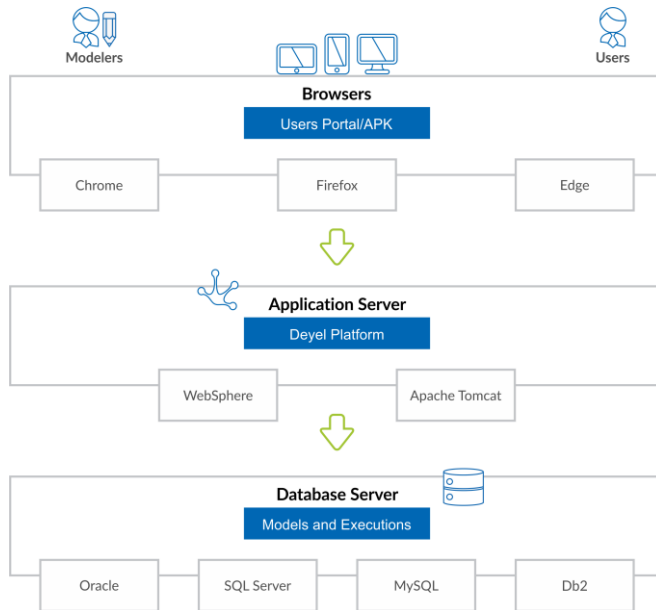 Modelers
Users
Browsers
Users Portal/APK
Chrome
Firefox
Edge
Application Server
Deyel Platform
WebSphere
Apache Tomcat
Database Server
Models and Executions
Oracle
SQL Server
MySQL
Db2